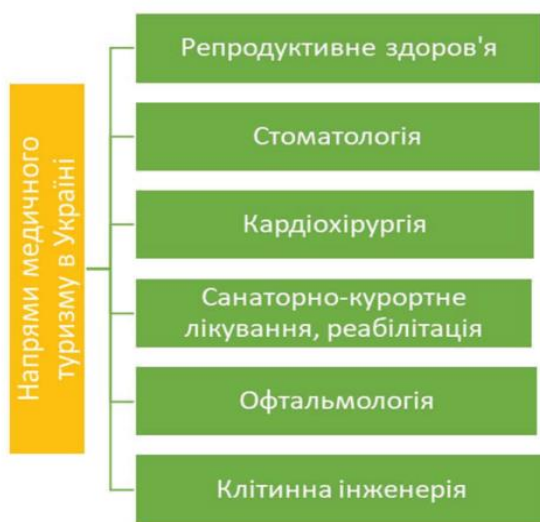 Напрями медичного
туризму в Україні
Репродуктивне здоров'я
Стоматологія
Кардіохірургія
Санаторно-курортне
лікування, реабілітація
Офтальмологія
Клітинна інженерія